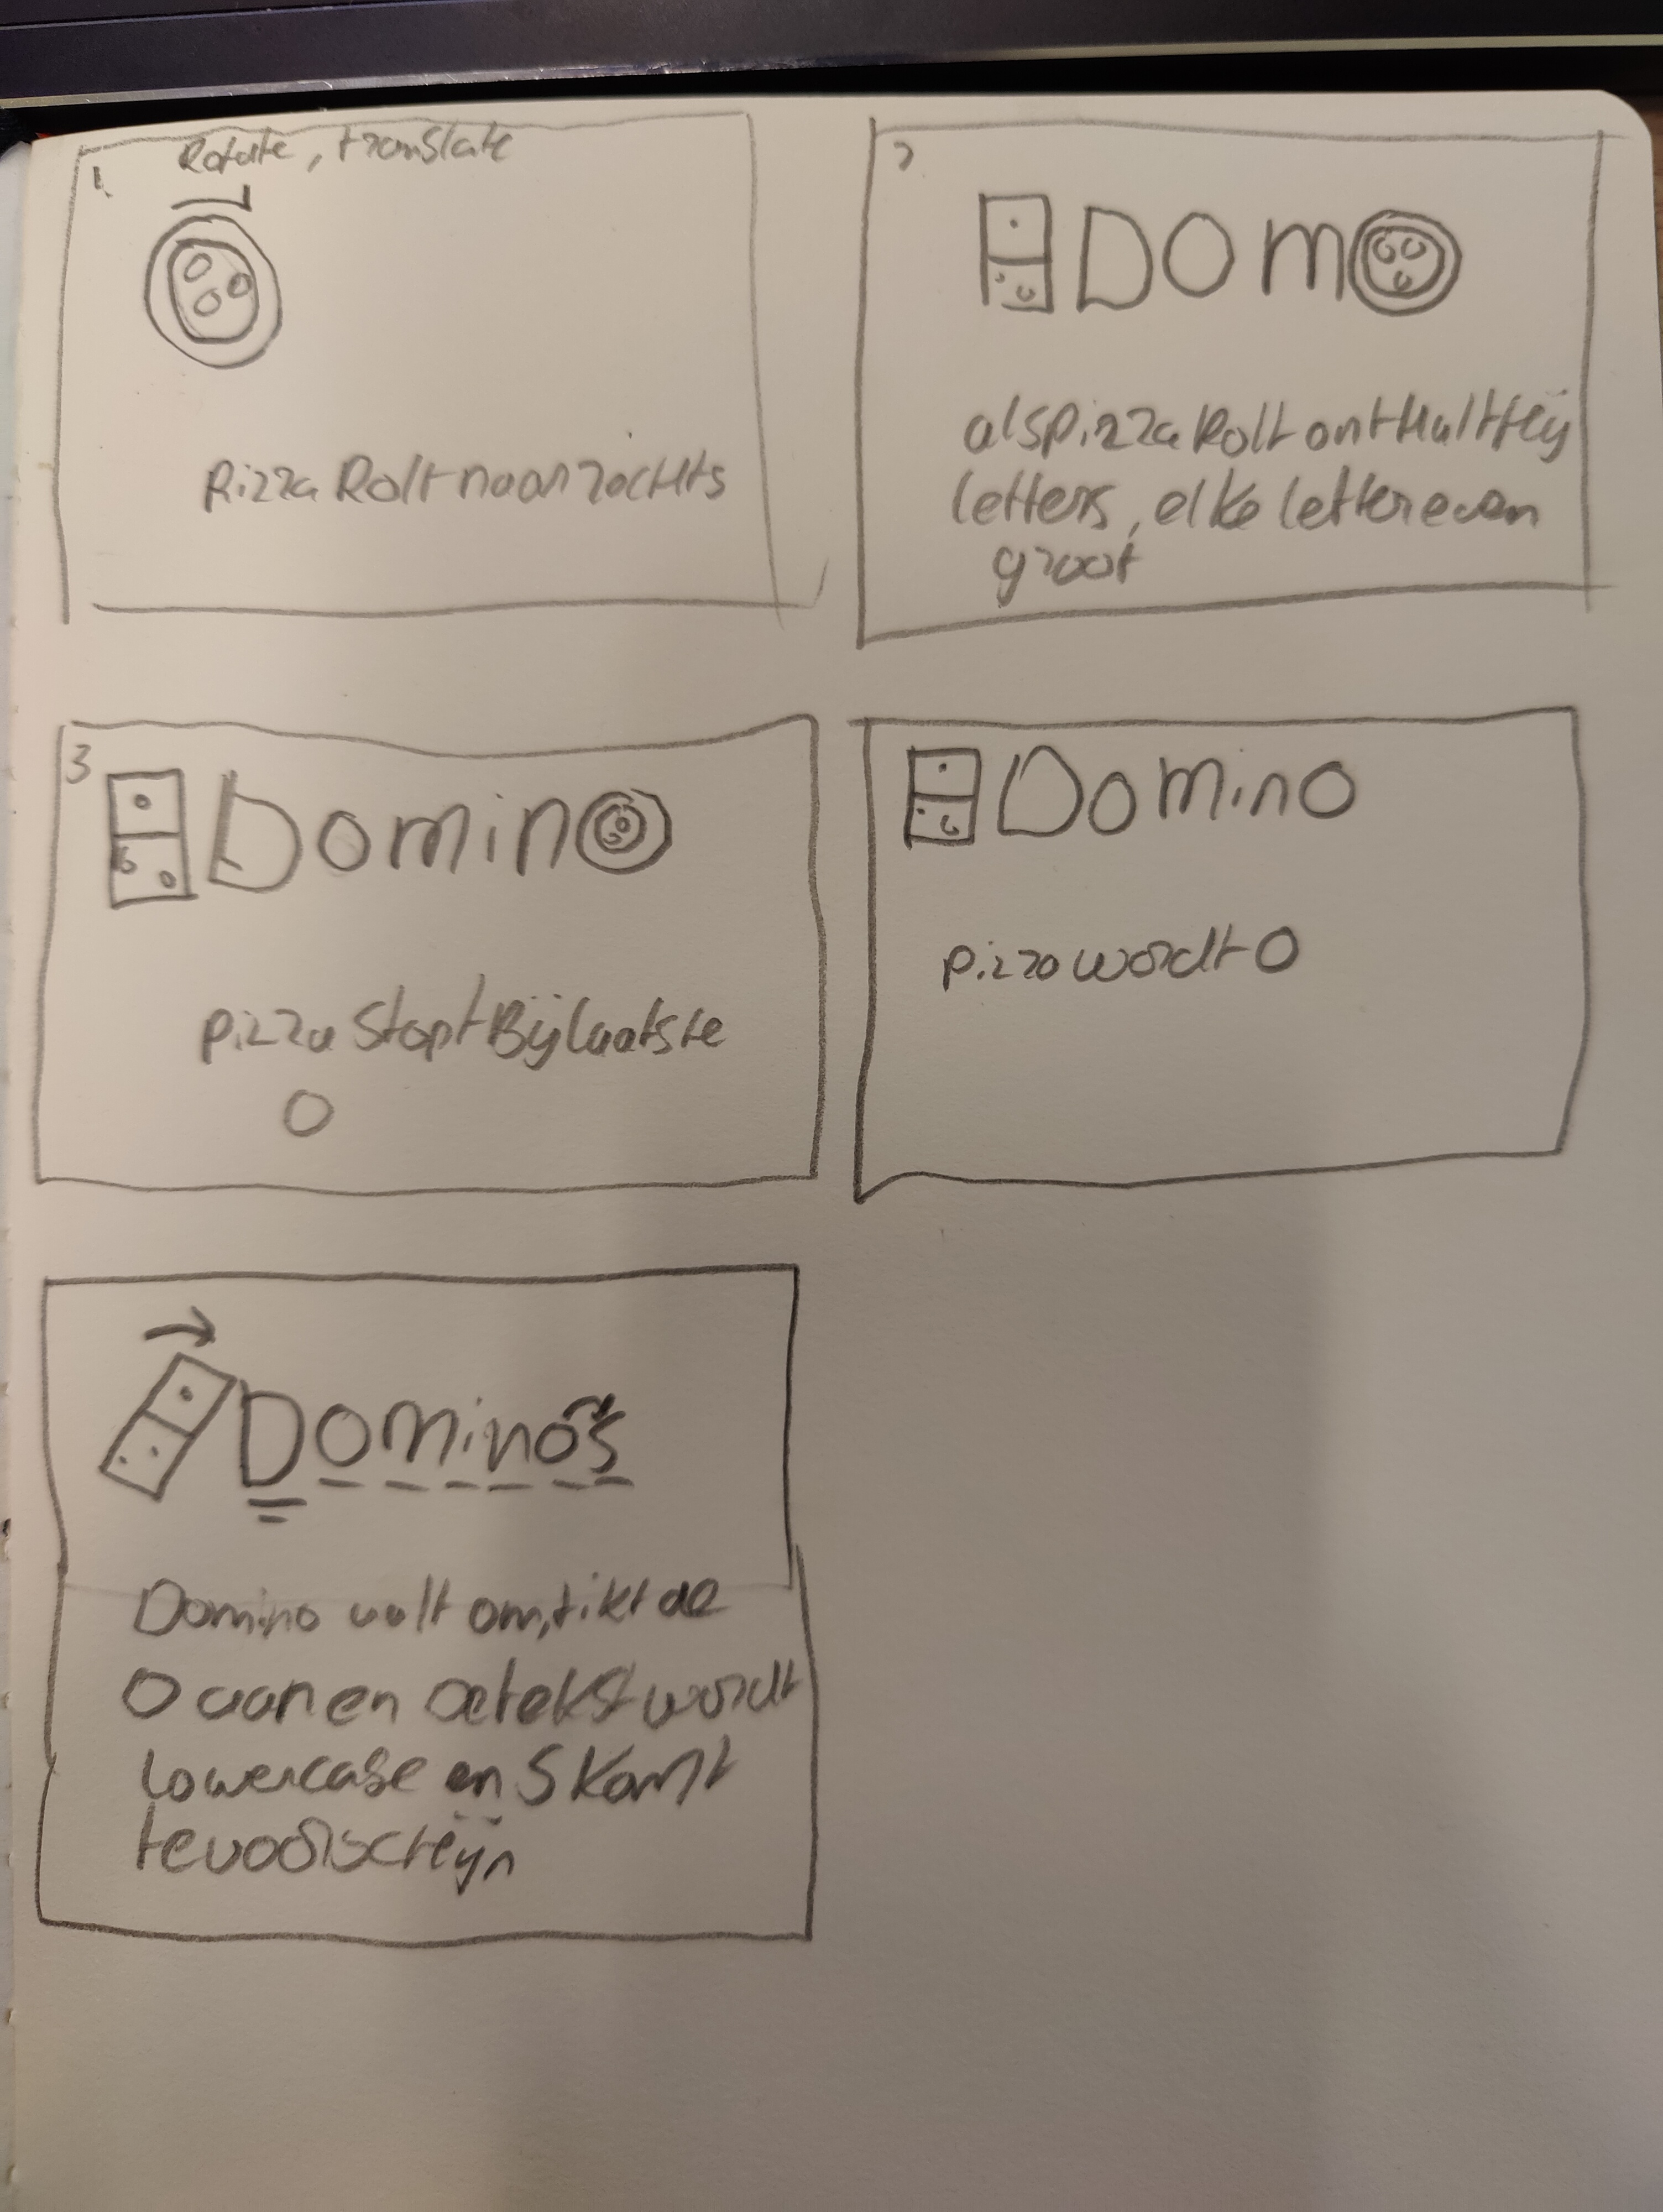 1.
Rotate, translate
Pizza Rolt naar rechts
2
DOM
als pizza Rolt ontHult Hij
letters, elke letter even
groot
3
Domin
pizza stopt Bij laatste
O
Domino
pizza wordt O
Domino's
Domino valt om, tikt de
O aan en de tekst wordt
lowercase en S komt
tevoorscHijn